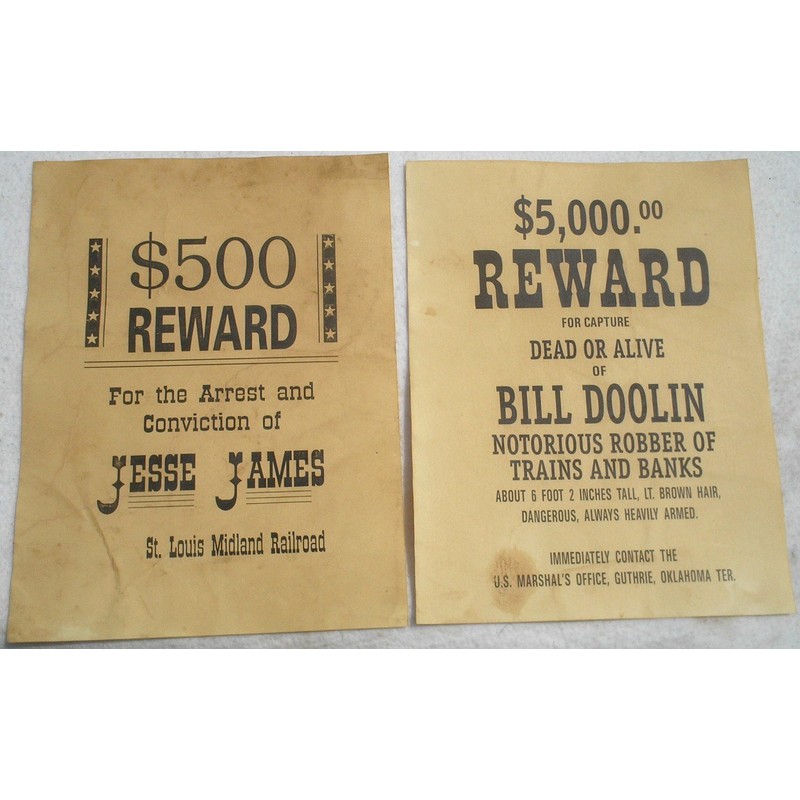 $500
REWARD
For the Arrest and
Conviction of
JESSE JAMES
St. Louis Midland Railroad
$5,000.00
REWARD
FOR CAPTURE
DEAD OR ALIVE
OF
BILL DOOLIN
NOTORIOUS ROBBER OF
TRAINS AND BANKS
ABOUT 6 FOOT 2 INCHES TALL, LT. BROWN HAIR,
DANGEROUS, ALWAYS HEAVILY ARMED.
IMMEDIATELY CONTACT THE
U.S. MARSHAL'S OFFICE, GUTHRIE, OKLAHOMA TER.